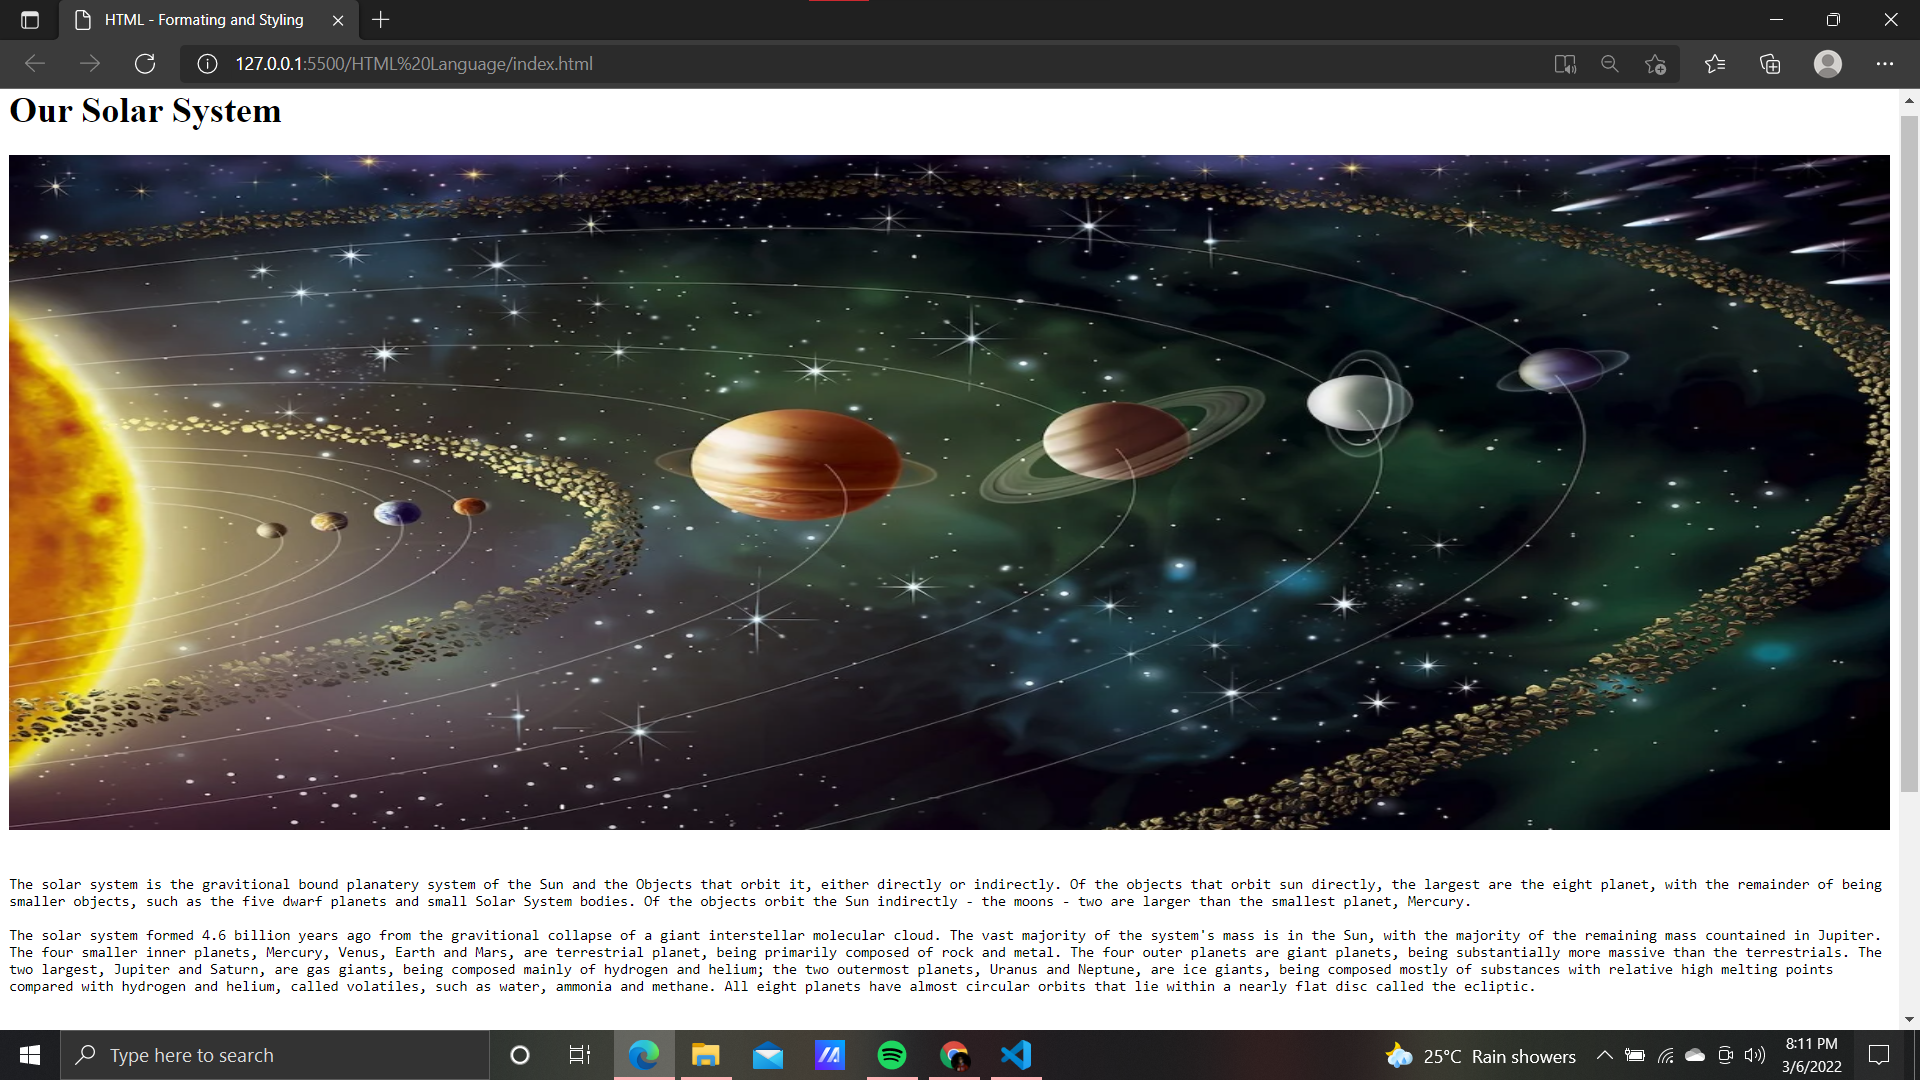 HTML - Formating and Styling
127.0.0.1:5500/HTML%20Language/index.html
Our Solar System
The solar system is the gravitional bound planatery system of the Sun and the Objects that orbit it, either directly or indirectly. Of the objects that orbit sun directly, the largest are the eight planet, with the remainder of being
smaller objects, such as the five dwarf planets and small Solar System bodies. Of the objects orbit the Sun indirectly - the moons - two are larger than the smallest planet, Mercury.
The solar system formed 4.6 billion years ago from the gravitional collapse of a giant interstellar molecular cloud. The vast majority of the system's mass is in the Sun, with the majority of the remaining mass countained in Jupiter.
The four smaller inner planets, Mercury, Venus, Earth and Mars, are terrestrial planet, being primarily composed of rock and metal. The four outer planets are giant planets, being substantially more massive than the terrestrials. The
two largest, Jupiter and Saturn, are gas giants, being composed mainly of hydrogen and helium; the two outermost planets, Uranus and Neptune, are ice giants, being composed mostly of substances with relative high melting points
compared with hydrogen and helium, called volatiles, such as water, ammonia and methane. All eight planets have almost circular orbits that lie within a nearly flat disc called the ecliptic.
Type here to search
25°C Rain showers
8:11 PM
3/6/2022